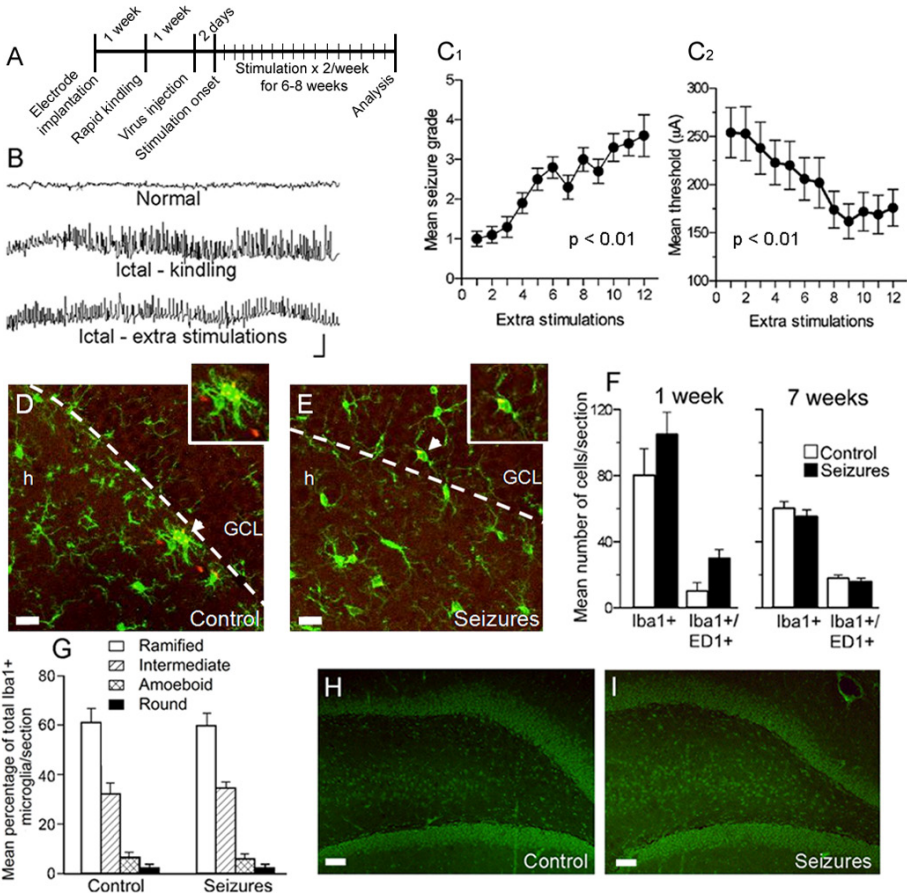 A
1 week
1 week
2 days
Stimulation x 2/week
for 6-8 weeks
Electrode
implantation
Rapid kindling
Virus injection
Stimulation onset
Analysis
B
Normal
Ictal - kindling
Ictal - extra stimulations
C1
Mean seizure grade
5
4
3
2
1
0
p < 0.01
0 2 4 6 8 10 12
Extra stimulations
C2
Mean threshold (µA)
300
250
200
150
100
p < 0.01
0 2 4 6 8 10 12
Extra stimulations
D
h
GCL
Control
E
h
GCL
Seizures
F
1 week
7 weeks
Mean number of cells/section
120
80
40
0
Control
Seizures
Iba1+
Iba1+/
ED1+
Iba1+
Iba1+/
ED1+
G
Ramified
Intermediate
Amoeboid
Round
Mean percentage of total Iba1+
microglia/section
80
60
40
20
0
Control
Seizures
H
Control
I
Seizures